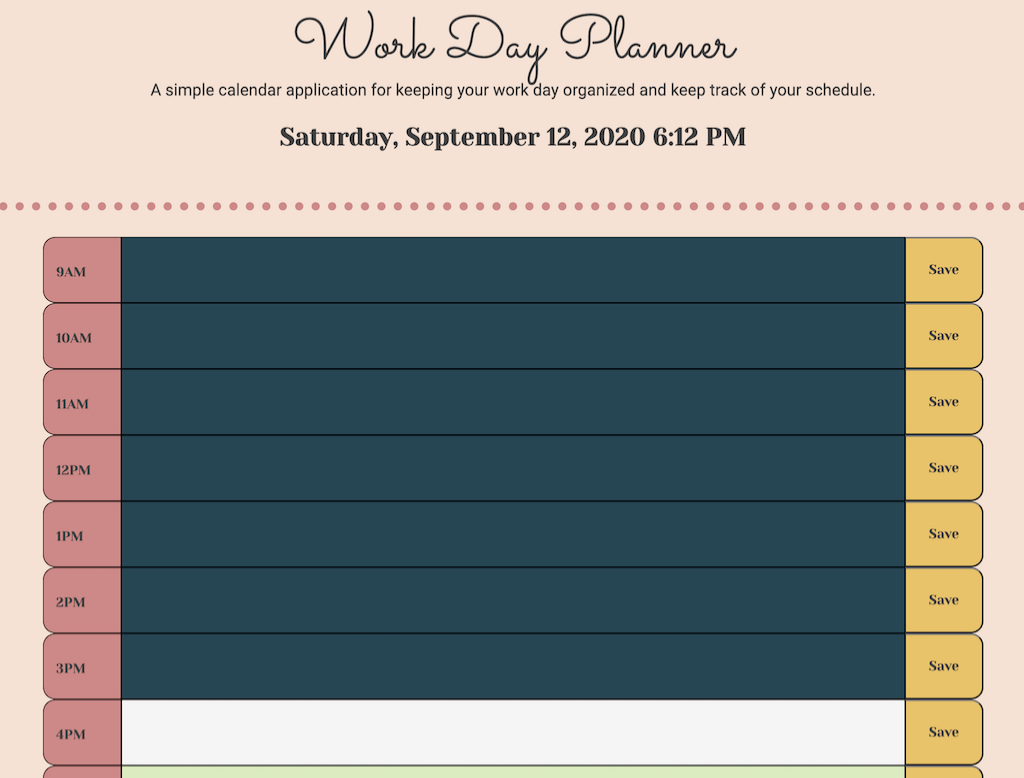 Work Day Planner
A simple calendar application for keeping your work day organized and keep track of your schedule.
Saturday, September 12, 2020 6:12 PM
9AM Save
10AM Save
11AM Save
12PM Save
1PM Save
2PM Save
3PM Save
4PM Save